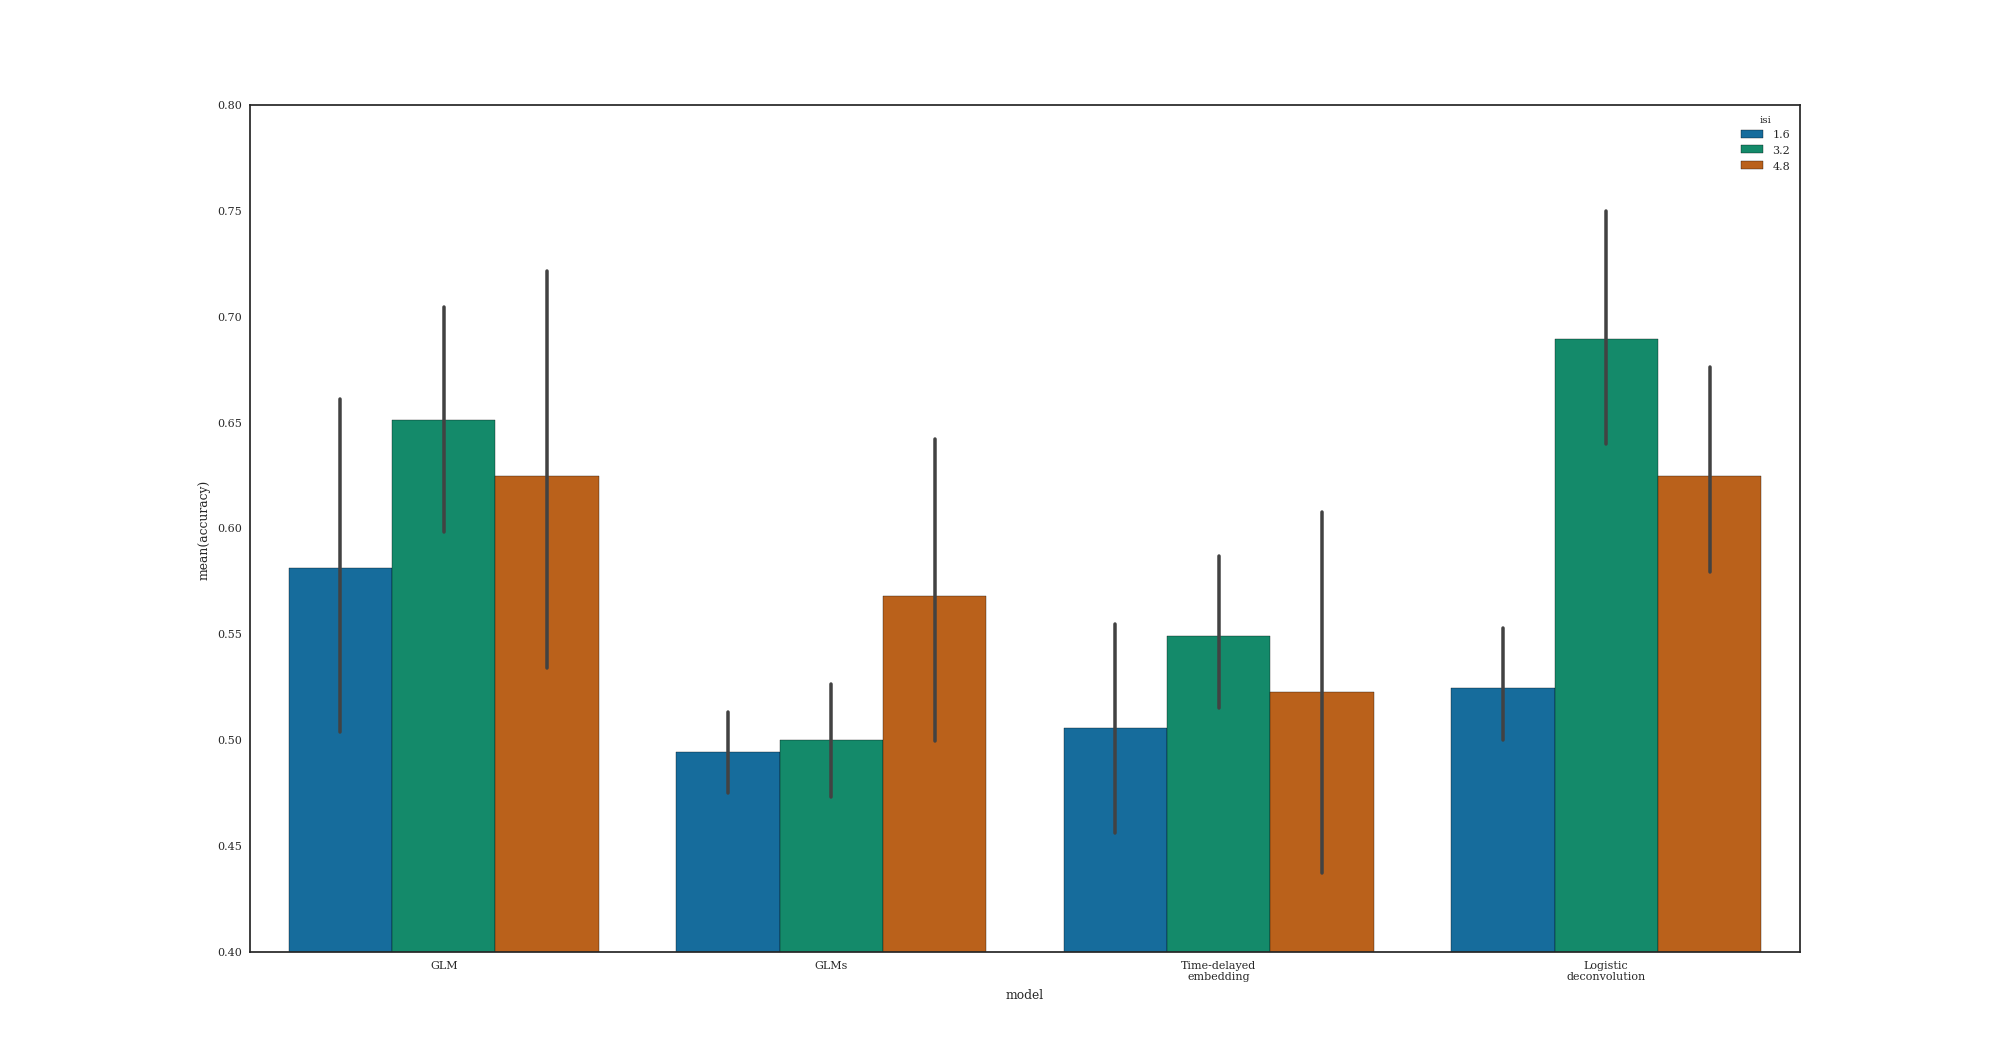 0.80
0.75
0.70
0.65
0.60
0.55
0.50
0.45
0.40
mean(accuracy)
isi
1.6
3.2
4.8
GLM
GLMs
Time-delayed
embedding
Logistic
deconvolution
model